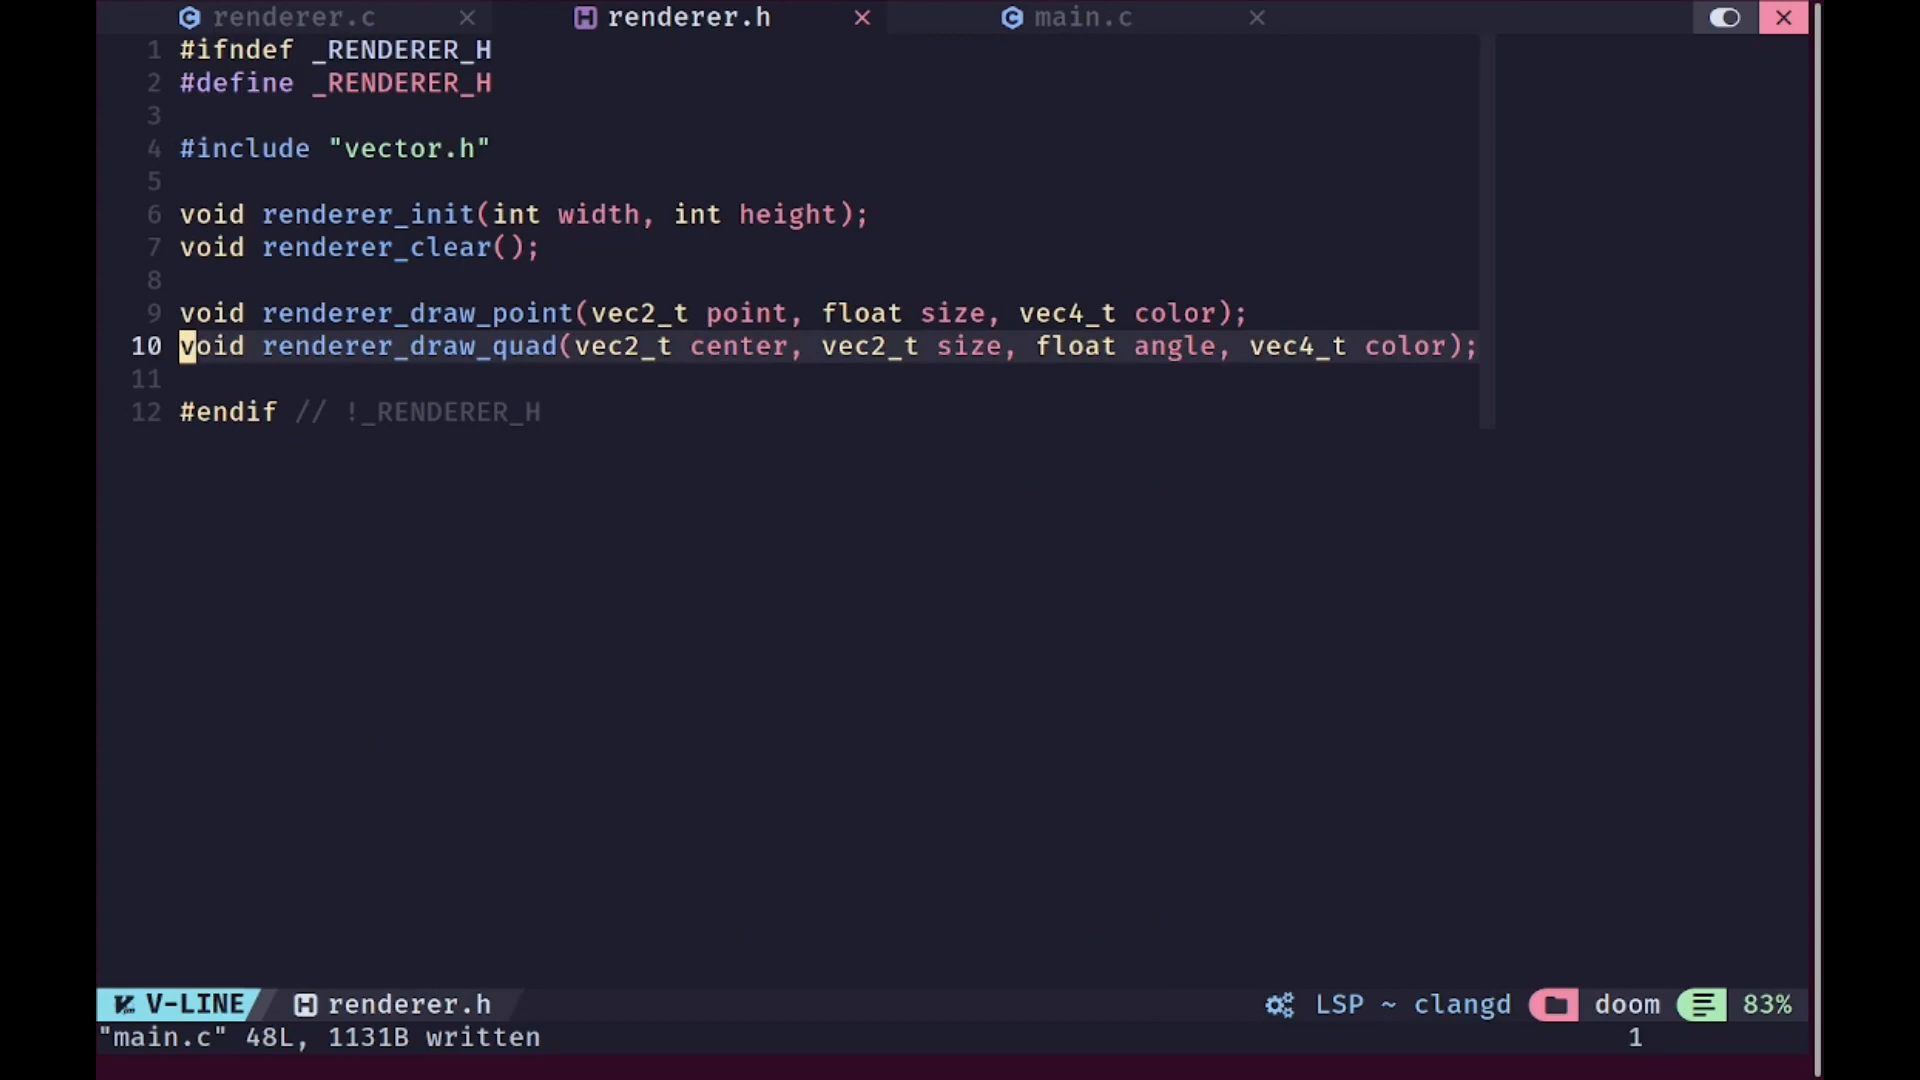 renderer.c × renderer.h × main.c ×
1 #ifndef _RENDERER_H
2 #define _RENDERER_H
3
4 #include "vector.h"
5
6 void renderer_init(int width, int height);
7 void renderer_clear();
8
9 void renderer_draw_point(vec2_t point, float size, vec4_t color);
10 void renderer_draw_quad(vec2_t center, vec2_t size, float angle, vec4_t color);
11
12 #endif // !_RENDERER_H
V-LINE renderer.h LSP ~ clangd doom 83%
"main.c" 48L, 1131B written 1